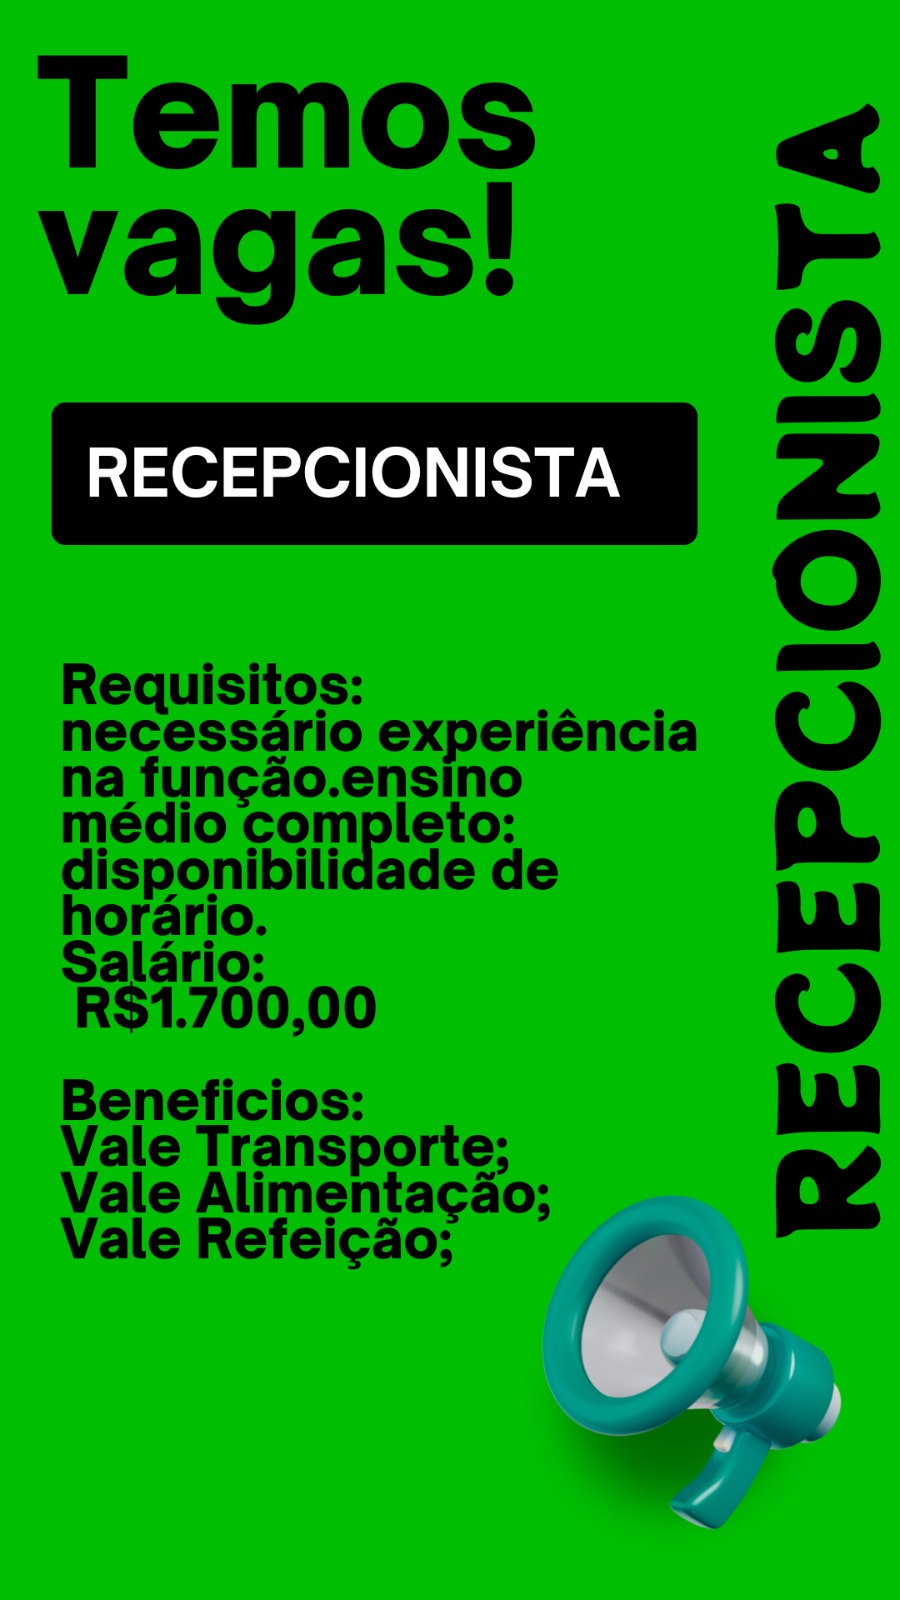 Temos
vagas!
RECEPCIONISTA
Requisitos:
necessário experiência
na função.ensino
médio completo:
disponibilidade de
horário.
Salário:
R$1.700,00
Beneficios:
Vale Transporte;
Vale Alimentação;
Vale Refeição;
RECEPCIONISTA